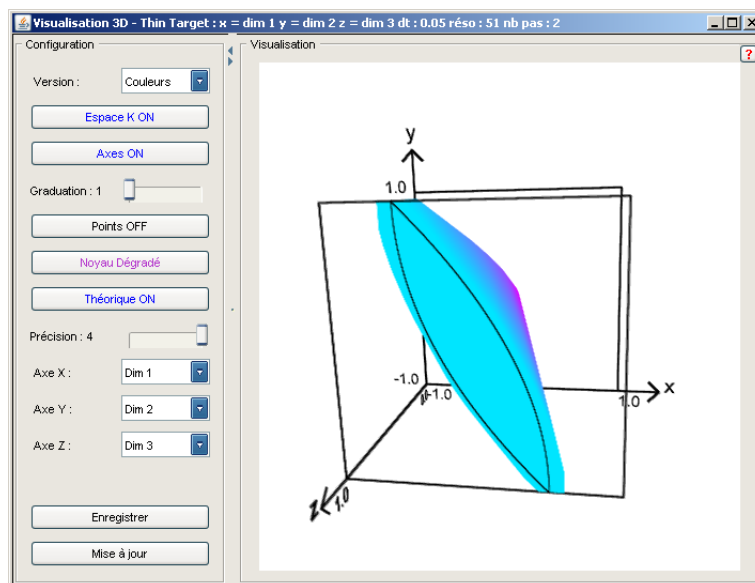 Visualisation 3D - Thin Target : x = dim 1 y = dim 2 z = dim 3 dt : 0.05 réso : 51 nb pas : 2
Configuration
Version :
Couleurs
Espace K ON
Axes ON
Graduation : 1
Points OFF
Noyau Dégradé
Théorique ON
Précision : 4
Axe X :
Dim 1
Axe Y :
Dim 2
Axe Z :
Dim 3
Enregistrer
Mise à jour
Visualisation
?
y
1.0
-1.0
-1.0
1.0
x
z
1.0